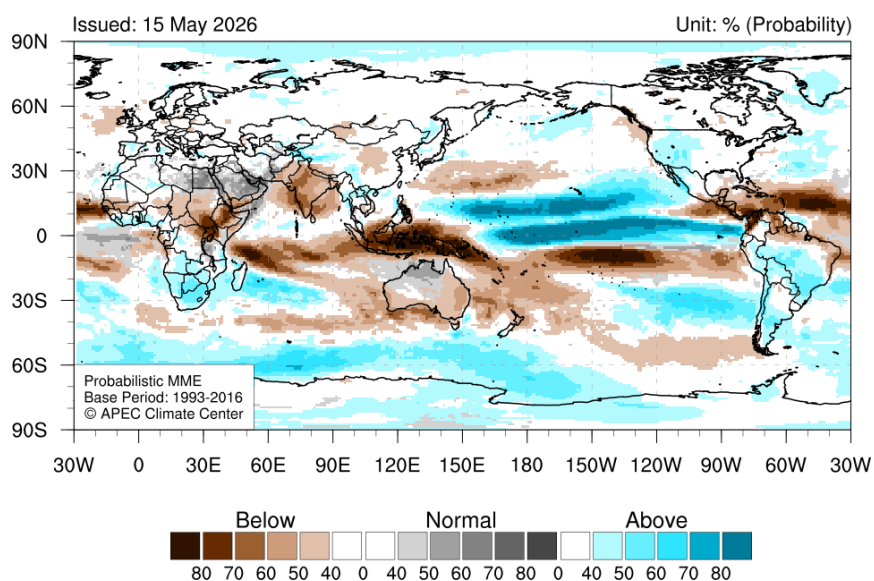 Issued: 15 May 2026 Unit: % (Probability)
90N
60N
30N
0
30S
60S
90S
Probabilistic MME
Base Period: 1993-2016
© APEC Climate Center
30W 0 30E 60E 90E 120E 150E 180 150W 120W 90W 60W 30W
Below Normal Above
80 70 60 50 40 0 40 50 60 70 80 0 40 50 60 70 80